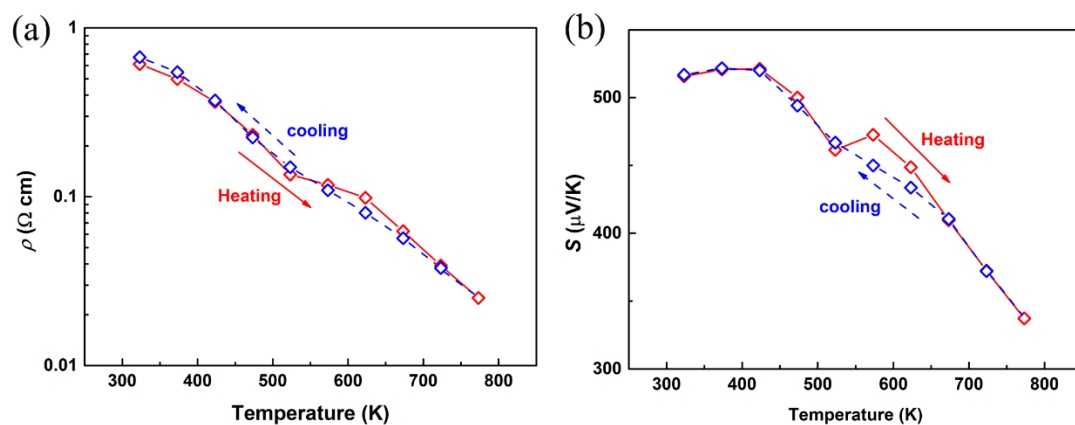 (a)
1
0.1
0.01
ρ (Ω cm)
cooling
Heating
300 400 500 600 700 800
Temperature (K)
(b)
500
400
300
S (μV/K)
Heating
cooling
300 400 500 600 700 800
Temperature (K)